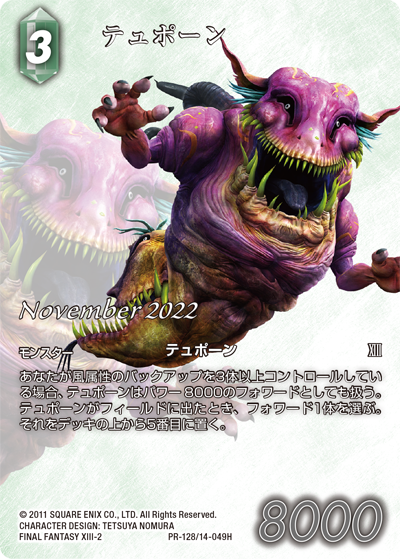 3
テュポーン
November 2022
モンスター
テュポーン
XIII
あなたが風属性のバックアップを3体以上コントロールしてい
る場合、テュポーンはパワー8000のフォワードとしても扱う。
テュポーンがフィールドに出たとき、フォワード1体を選ぶ。
それをデッキの上から5番目に置く。
© 2011 SQUARE ENIX CO., LTD. All Rights Reserved.
CHARACTER DESIGN: TETSUYA NOMURA
FINAL FANTASY XIII-2
PR-128/14-049H
8000